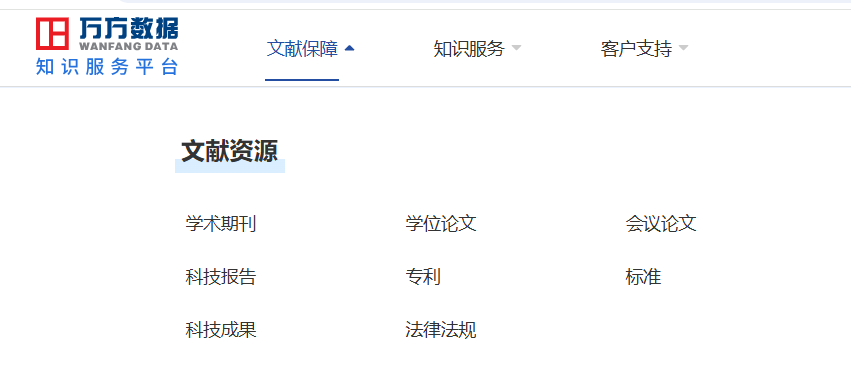 万方数据
WANFANG DATA
知识服务平台
文献保障 知识服务 客户支持
文献资源
学术期刊 学位论文 会议论文
科技报告 专利 标准
科技成果 法律法规